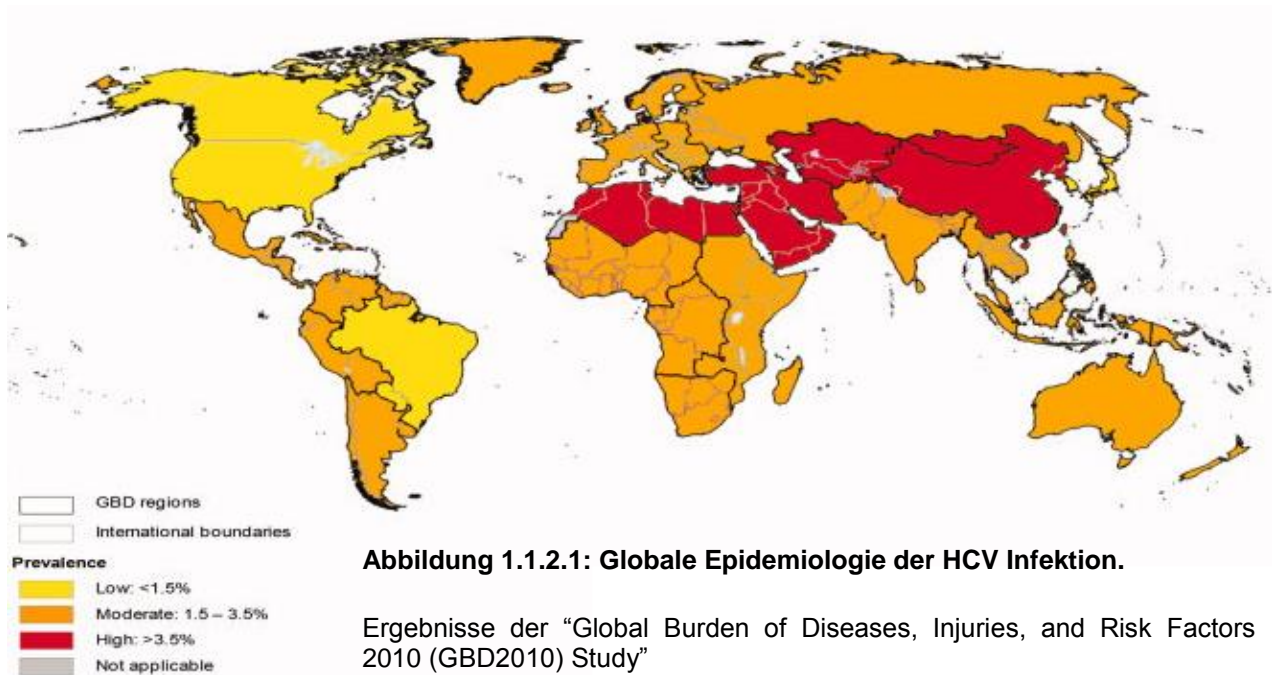 GBD regions
International boundaries
Prevalence
Low: <1.5%
Moderate: 1.5 – 3.5%
High: >3.5%
Not applicable
Abbildung 1.1.2.1: Globale Epidemiologie der HCV Infektion.
Ergebnisse der “Global Burden of Diseases, Injuries, and Risk Factors
2010 (GBD2010) Study”